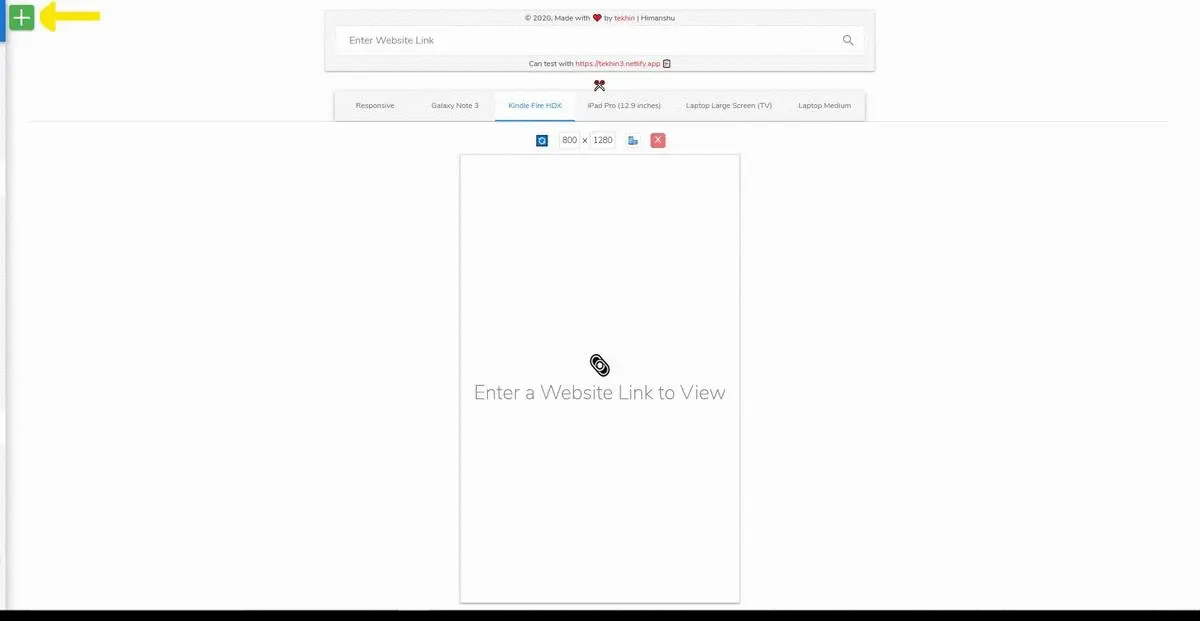 © 2020, Made with ❤ by tekhin | Himanshu
Enter Website Link
Can test with https://tekhin3.netlify.app
Responsive Galaxy Note 3 Kindle Fire HDX iPad Pro (12.9 inches) Laptop Large Screen (TV) Laptop Medium
800 x 1280 X
Enter a Website Link to View